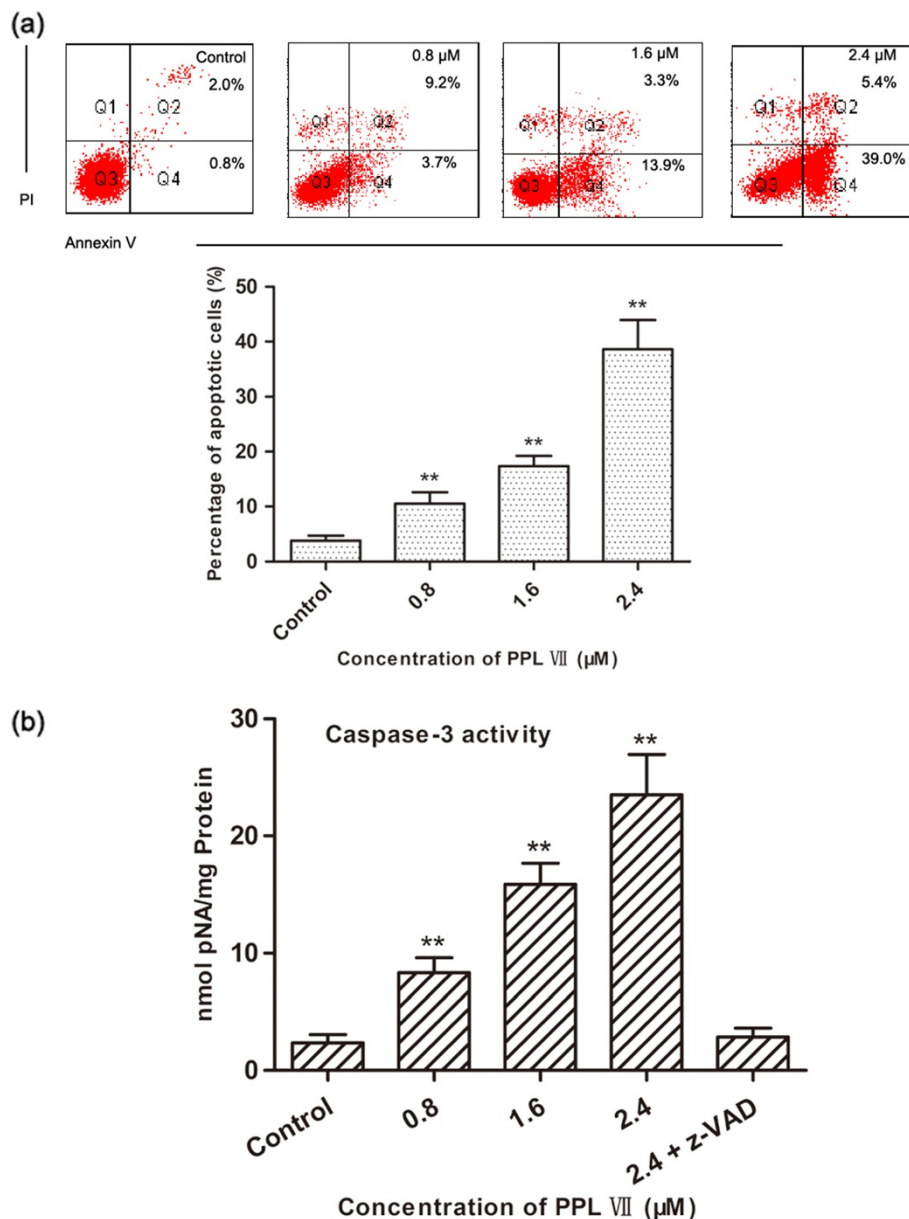 (a)
PI
Control
2.0%
Q1
Q2
Q3
Q4
0.8%
0.8 µM
9.2%
Q1
Q2
Q3
Q4
3.7%
1.6 µM
3.3%
Q1
Q2
Q3
Q4
13.9%
2.4 µM
5.4%
Q1
Q2
Q3
Q4
39.0%
Annexin V
Percentage of apoptotic cells (%)
50
40
30
20
10
0
**
**
**
Control
0.8
1.6
2.4
Concentration of PPL Ⅶ (µM)
(b)
Caspase-3 activity
nmol pNA/mg Protein
30
20
10
0
**
**
**
Control
0.8
1.6
2.4
2.4 + z-VAD
Concentration of PPL Ⅶ (µM)